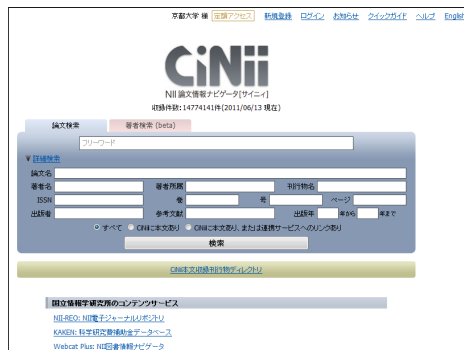 京都大学 様 定額アクセス 新規登録 ログイン お知らせ クイックガイド ヘルプ English
CiNii
NII論文情報ナビゲータ[サイニィ]
収録件数:14774141件(2011/06/13 現在)
論文検索 著者検索 (beta)
フリーワード
詳細検索
論文名
著者名 著者所属 刊行物名
ISSN 巻 号 ページ
出版者 参考文献 出版年 年から 年まで
すべて CiNiiに本文あり CiNiiに本文あり、または連携サービスへのリンクあり
検索
CiNii本文収録刊行物ディレクトリ
国立情報学研究所のコンテンツサービス
NII-REO: NII電子ジャーナルリポジトリ
KAKEN: 科学研究費補助金データベース
Webcat Plus: NII図書情報ナビゲータ